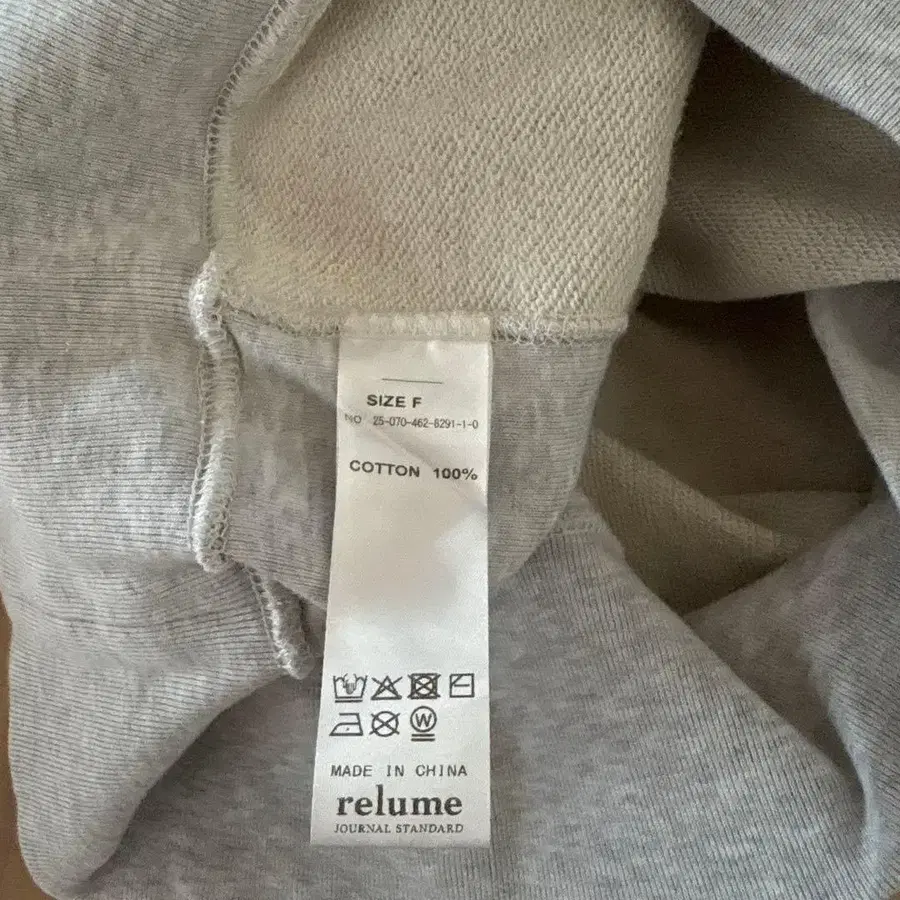 SIZE F
NO 25-070-462-6291-1-0
COTTON 100%
W
MADE IN CHINA
relume
JOURNAL STANDARD